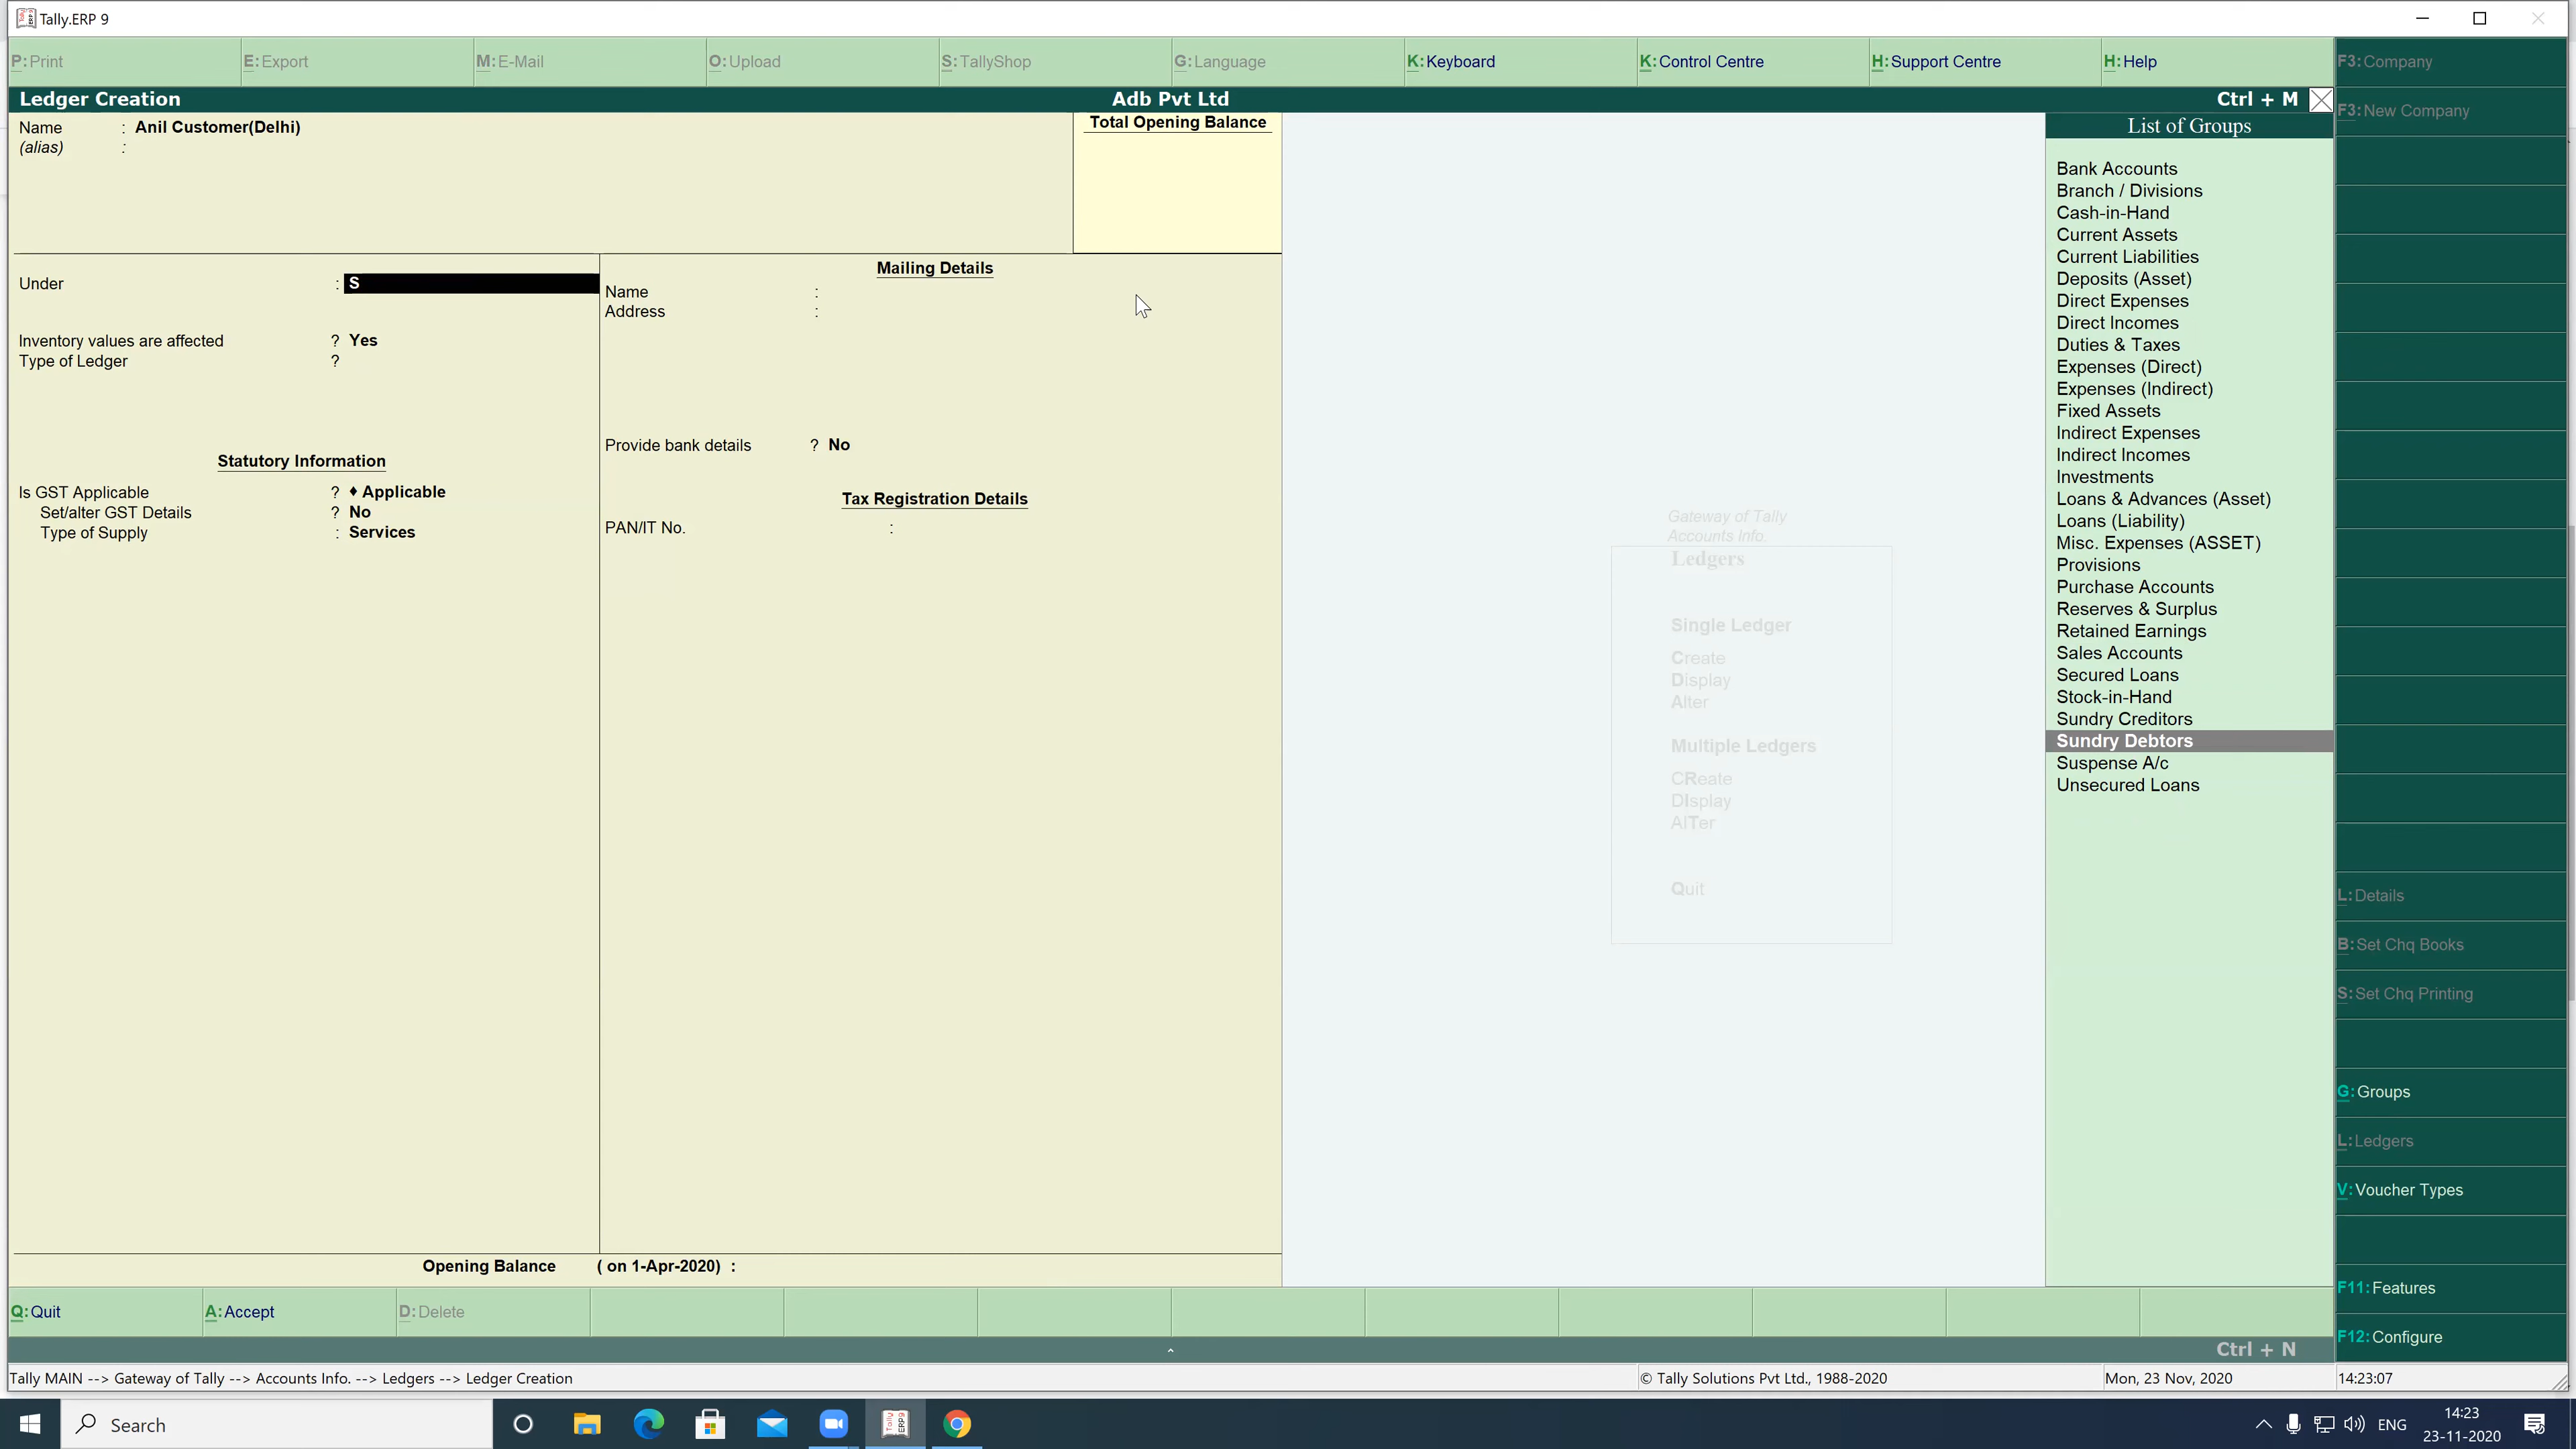 Tally.ERP 9
P: Print E: Export M: E-Mail O: Upload S: TallyShop G: Language K: Keyboard K: Control Centre H: Support Centre H: Help
Ledger Creation Adb Pvt Ltd Ctrl + M
Name : Anil Customer(Delhi)
(alias) :
Total Opening Balance
Under : S
Inventory values are affected ? Yes
Type of Ledger ?
Statutory Information
Is GST Applicable ? ♦ Applicable
Set/alter GST Details ? No
Type of Supply : Services
Mailing Details
Name :
Address :
Provide bank details ? No
Tax Registration Details
PAN/IT No. :
Opening Balance ( on 1-Apr-2020) :
Gateway of Tally
Accounts Info.
Ledgers
Single Ledger
Create
Display
Alter
Multiple Ledgers
CReate
DIsplay
AlTer
Quit
List of Groups
Bank Accounts
Branch / Divisions
Cash-in-Hand
Current Assets
Current Liabilities
Deposits (Asset)
Direct Expenses
Direct Incomes
Duties & Taxes
Expenses (Direct)
Expenses (Indirect)
Fixed Assets
Indirect Expenses
Indirect Incomes
Investments
Loans & Advances (Asset)
Loans (Liability)
Misc. Expenses (ASSET)
Provisions
Purchase Accounts
Reserves & Surplus
Retained Earnings
Sales Accounts
Secured Loans
Stock-in-Hand
Sundry Creditors
Sundry Debtors
Suspense A/c
Unsecured Loans
F3: Company
F3: New Company
L: Details
B: Set Chq Books
S: Set Chq Printing
G: Groups
L: Ledgers
V: Voucher Types
F11: Features
F12: Configure
Q: Quit A: Accept D: Delete
Ctrl + N
Tally MAIN --> Gateway of Tally --> Accounts Info. --> Ledgers --> Ledger Creation © Tally Solutions Pvt Ltd., 1988-2020 Mon, 23 Nov, 2020 14:23:07
Search
Tally ERP9
ENG
14:23
23-11-2020